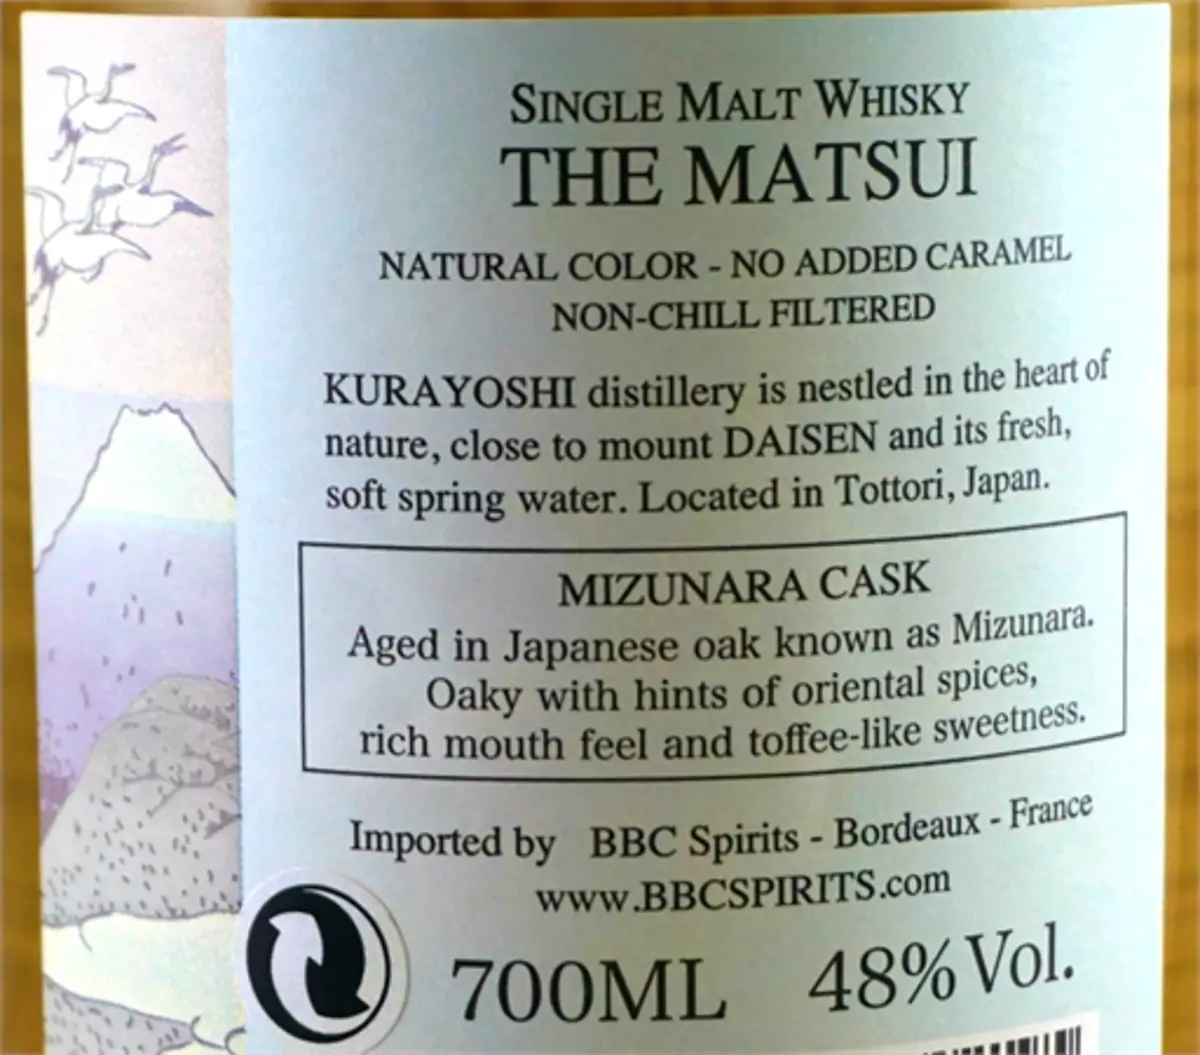 SINGLE MALT WHISKY
THE MATSUI
NATURAL COLOR - NO ADDED CARAMEL
NON-CHILL FILTERED
KURAYOSHI distillery is nestled in the heart of
nature, close to mount DAISEN and its fresh,
soft spring water. Located in Tottori, Japan.
MIZUNARA CASK
Aged in Japanese oak known as Mizunara.
Oaky with hints of oriental spices,
rich mouth feel and toffee-like sweetness.
Imported by BBC Spirits - Bordeaux - France
www.BBCSPIRITS.com
700ML 48% Vol.